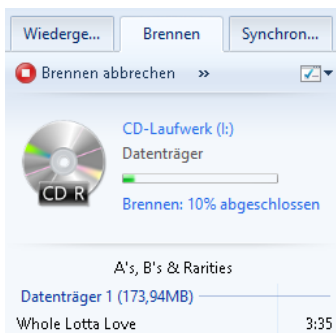 Wiederge... Brennen Synchron...
Brennen abbrechen »
CD-Laufwerk (I:)
Datenträger
CD R
Brennen: 10% abgeschlossen
A's, B's & Rarities
Datenträger 1 (173,94MB)
Whole Lotta Love 3:35